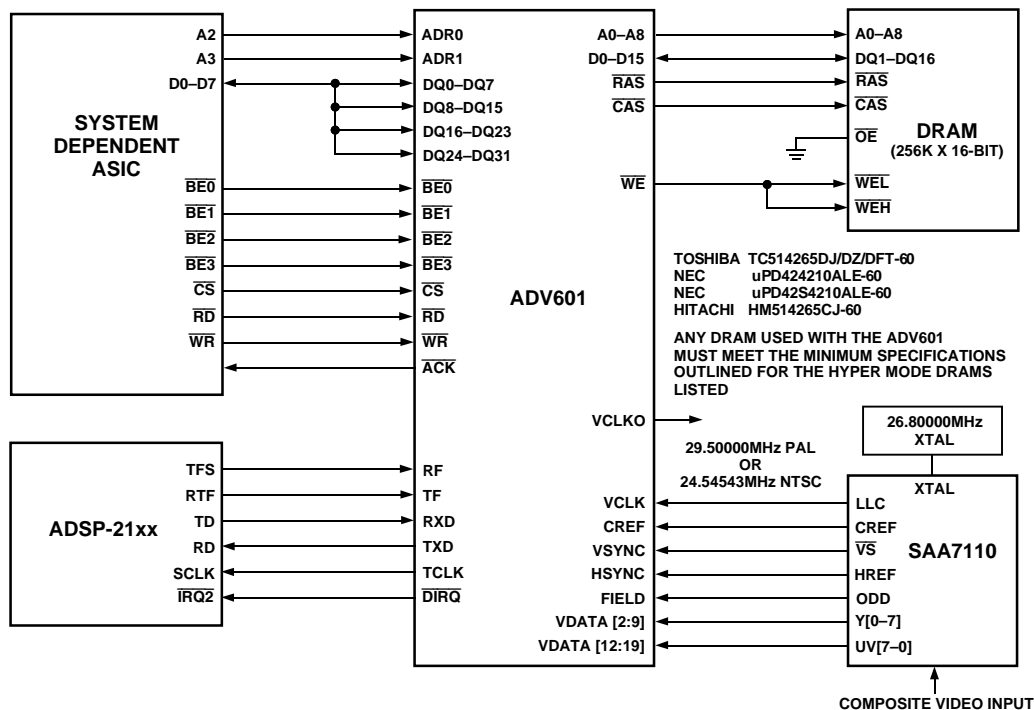 A2
A3
D0–D7
SYSTEM
DEPENDENT
ASIC
BE0
BE1
BE2
BE3
CS
RD
WR
ADR0
ADR1
DQ0–DQ7
DQ8–DQ15
DQ16–DQ23
DQ24–DQ31
BE0
BE1
BE2
BE3
CS
RD
WR
ACK
ADV601
A0–A8
D0–D15
RAS
CAS
WE
A0–A8
DQ1–DQ16
RAS
CAS
OE
DRAM
(256K X 16-BIT)
WEL
WEH
TOSHIBA TC514265DJ/DZ/DFT-60
NEC uPD424210ALE-60
NEC uPD42S4210ALE-60
HITACHI HM514265CJ-60
ANY DRAM USED WITH THE ADV601
MUST MEET THE MINIMUM SPECIFICATIONS
OUTLINED FOR THE HYPER MODE DRAMS
LISTED
VCLKO
29.50000MHz PAL
OR
24.54543MHz NTSC
26.80000MHz
XTAL
ADSP-21xx
TFS
RTF
TD
RD
SCLK
IRQ2
RF
TF
RXD
TXD
TCLK
DIRQ
VCLK
CREF
VSYNC
HSYNC
FIELD
VDATA [2:9]
VDATA [12:19]
XTAL
LLC
CREF
VS
HREF
ODD
Y[0–7]
UV[7–0]
SAA7110
COMPOSITE VIDEO INPUT